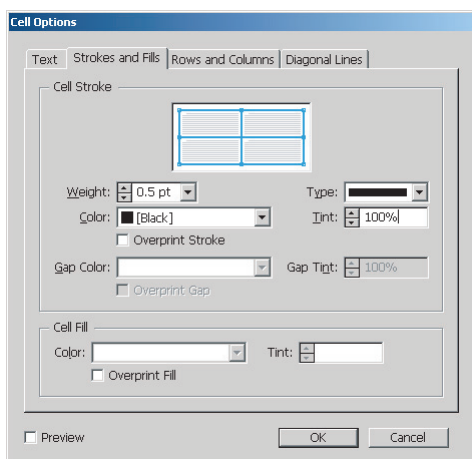 Cell Options
Text Strokes and Fills Rows and Columns Diagonal Lines
Cell Stroke
Weight: 0.5 pt Type:
Color: [Black] Tint: 100%
Overprint Stroke
Gap Color: Gap Tint: 100%
Overprint Gap
Cell Fill
Color: Tint:
Overprint Fill
Preview OK Cancel